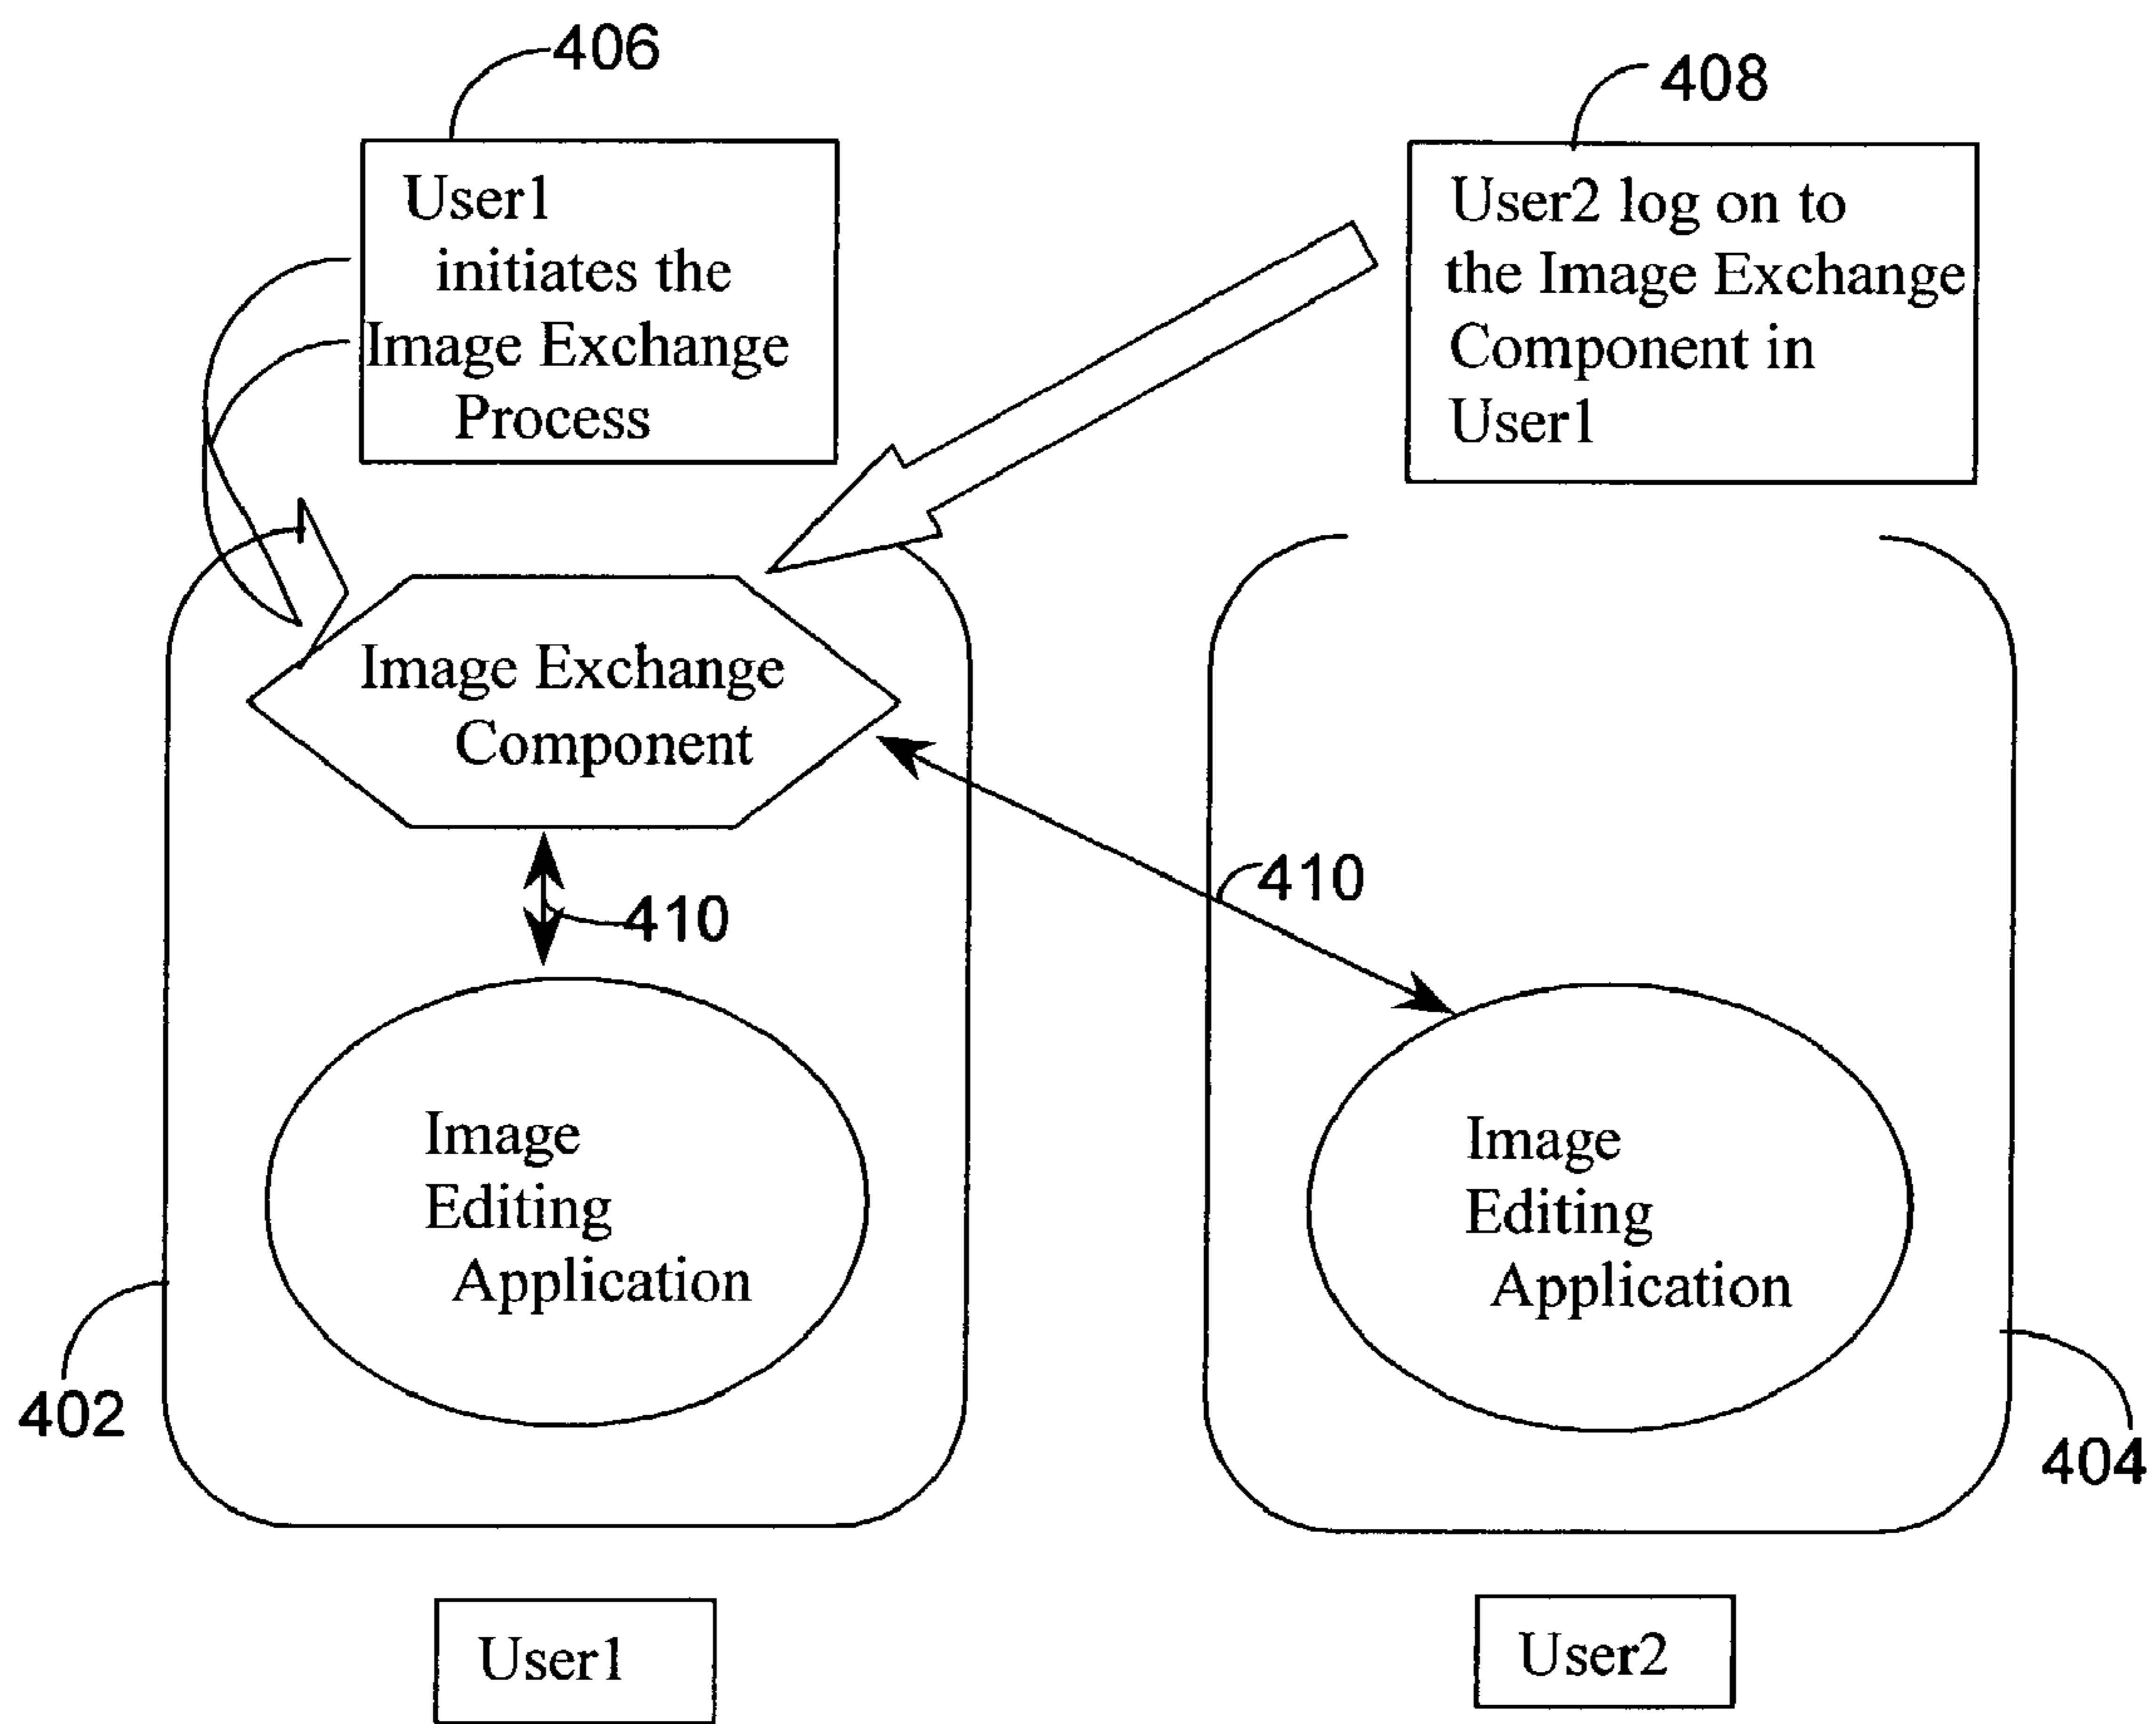 406
408
User1
initiates the
Image Exchange
Process
User2 log on to
the Image Exchange
Component in
User1
Image Exchange
Component
410
410
Image
Editing
Application
Image
Editing
Application
402
404
User1
User2